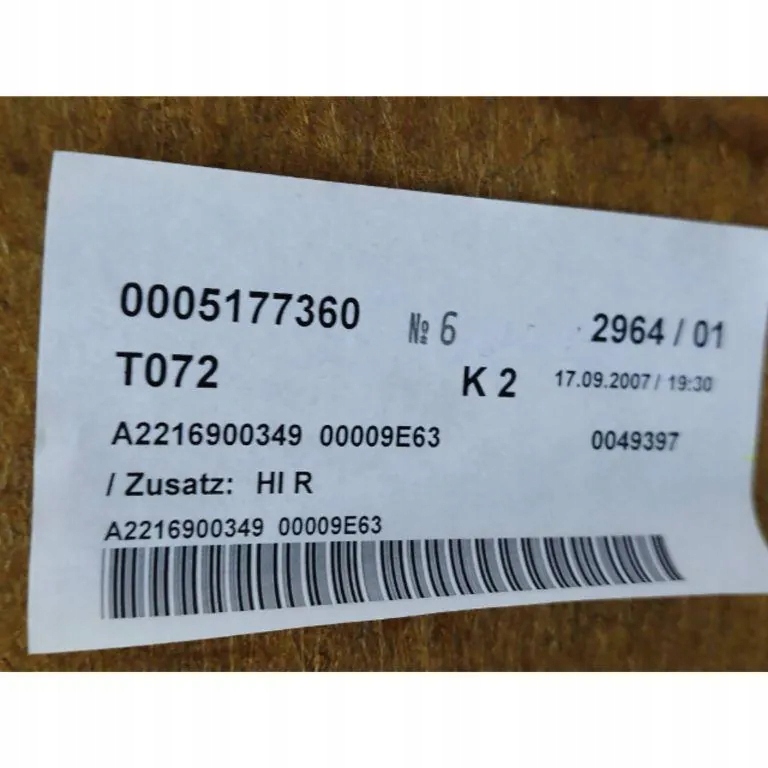 0005177360 № 6 2964 / 01
T072 K 2 17.09.2007 / 19:30
A2216900349 00009E63 0049397
/ Zusatz: HI R
A2216900349 00009E63